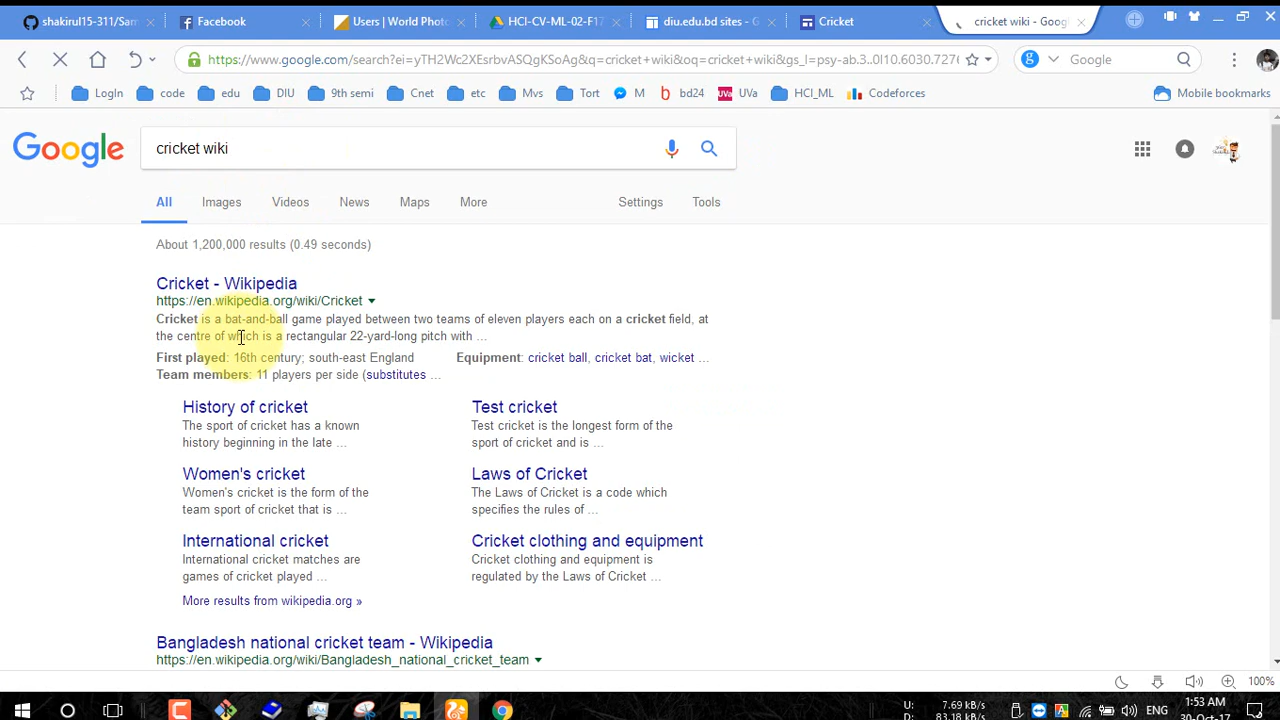 shakirul15-311/Sam
Facebook
Users | World Photo
HCI-CV-ML-02-F17
diu.edu.bd sites - G
Cricket
cricket wiki - Googl
https://www.google.com/search?ei=yTH2Wc2XEsrbvASQgKSoAg&q=cricket+wiki&oq=cricket+wiki&gs_l=psy-ab.3..0l10.6030.7276
Google
LogIn
code
edu
DIU
9th semi
Cnet
etc
Mvs
Tort
M
bd24
UVa
HCI_ML
Codeforces
Mobile bookmarks
Google
cricket wiki
All
Images
Videos
News
Maps
More
Settings
Tools
About 1,200,000 results (0.49 seconds)
Cricket - Wikipedia
https://en.wikipedia.org/wiki/Cricket
Cricket is a bat-and-ball game played between two teams of eleven players each on a cricket field, at
the centre of which is a rectangular 22-yard-long pitch with ...
First played: 16th century; south-east England
Equipment: cricket ball, cricket bat, wicket ...
Team members: 11 players per side (substitutes ...
History of cricket
The sport of cricket has a known
history beginning in the late ...
Test cricket
Test cricket is the longest form of the
sport of cricket and is ...
Women's cricket
Women's cricket is the form of the
team sport of cricket that is ...
Laws of Cricket
The Laws of Cricket is a code which
specifies the rules of ...
International cricket
International cricket matches are
games of cricket played ...
Cricket clothing and equipment
Cricket clothing and equipment is
regulated by the Laws of Cricket ...
More results from wikipedia.org »
Bangladesh national cricket team - Wikipedia
https://en.wikipedia.org/wiki/Bangladesh_national_cricket_team
100%
U: 7.69 kB/s
D: 83.18 kB/s
ENG
1:53 AM
30-Oct-17